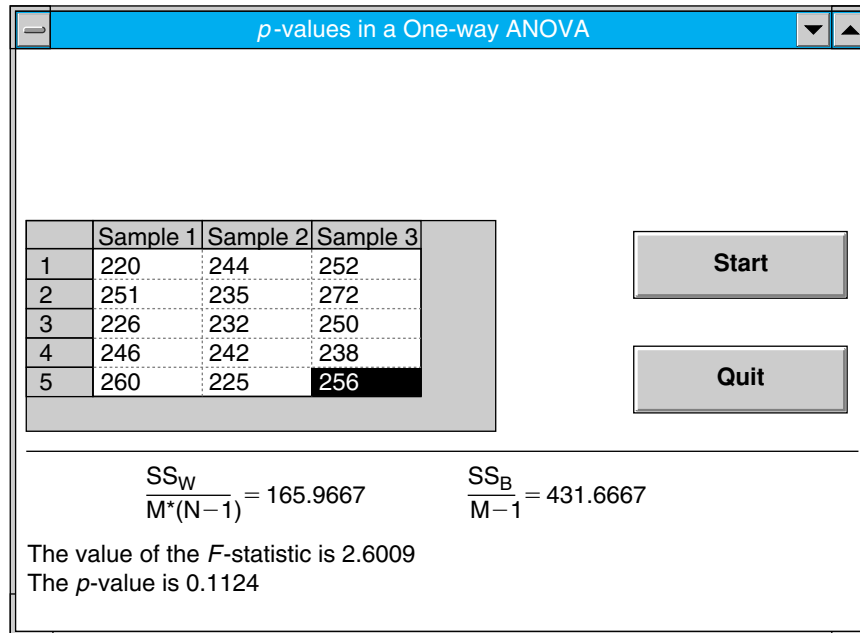 p-values in a One-way ANOVA
Sample 1 Sample 2 Sample 3
1 220 244 252
2 251 235 272
3 226 232 250
4 246 242 238
5 260 225 256
Start
Quit
SS_W / M*(N−1) = 165.9667
SS_B / M−1 = 431.6667
The value of the F-statistic is 2.6009
The p-value is 0.1124